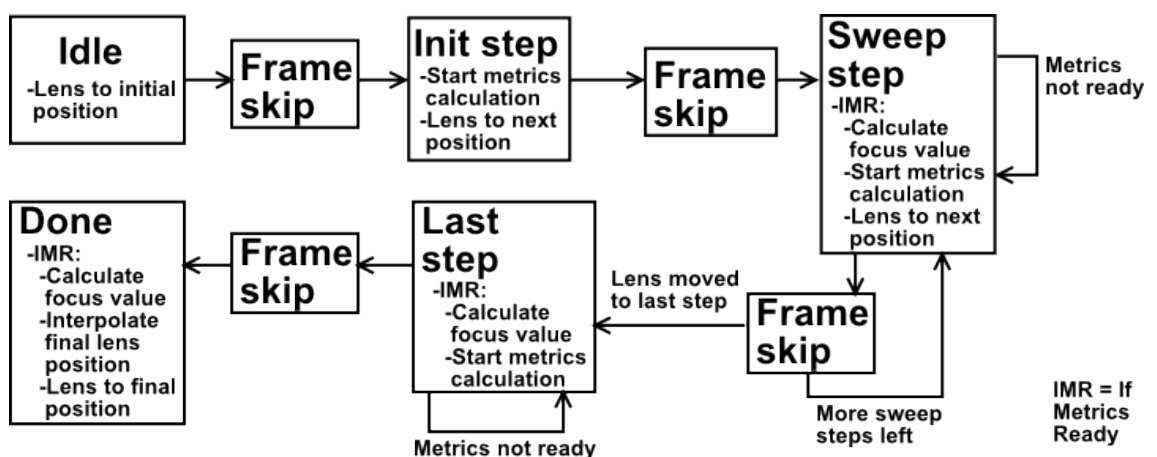 Idle
-Lens to initial
position
Frame
skip
Init step
-Start metrics
calculation
-Lens to next
position
Frame
skip
Sweep
step
-IMR:
-Calculate
focus value
-Start metrics
calculation
-Lens to next
position
Metrics
not ready
Frame
skip
More sweep
steps left
Lens moved
to last step
Last
step
-IMR:
-Calculate
focus value
-Start metrics
calculation
Metrics not ready
Frame
skip
Done
-IMR:
-Calculate
focus value
-Interpolate
final lens
position
-Lens to final
position
IMR = If
Metrics
Ready